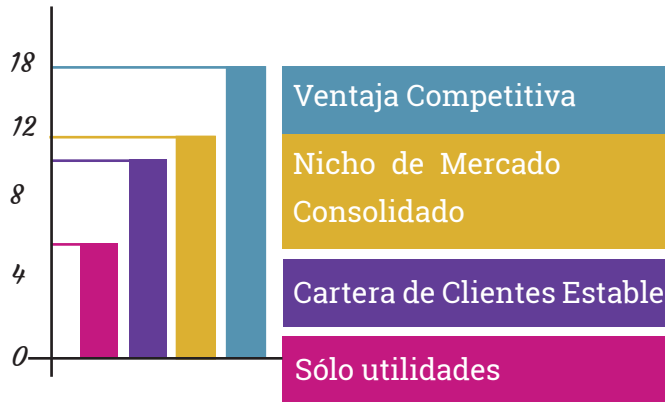 18
12
8
4
0
Ventaja Competitiva
Nicho de Mercado
Consolidado
Cartera de Clientes Estable
Sólo utilidades